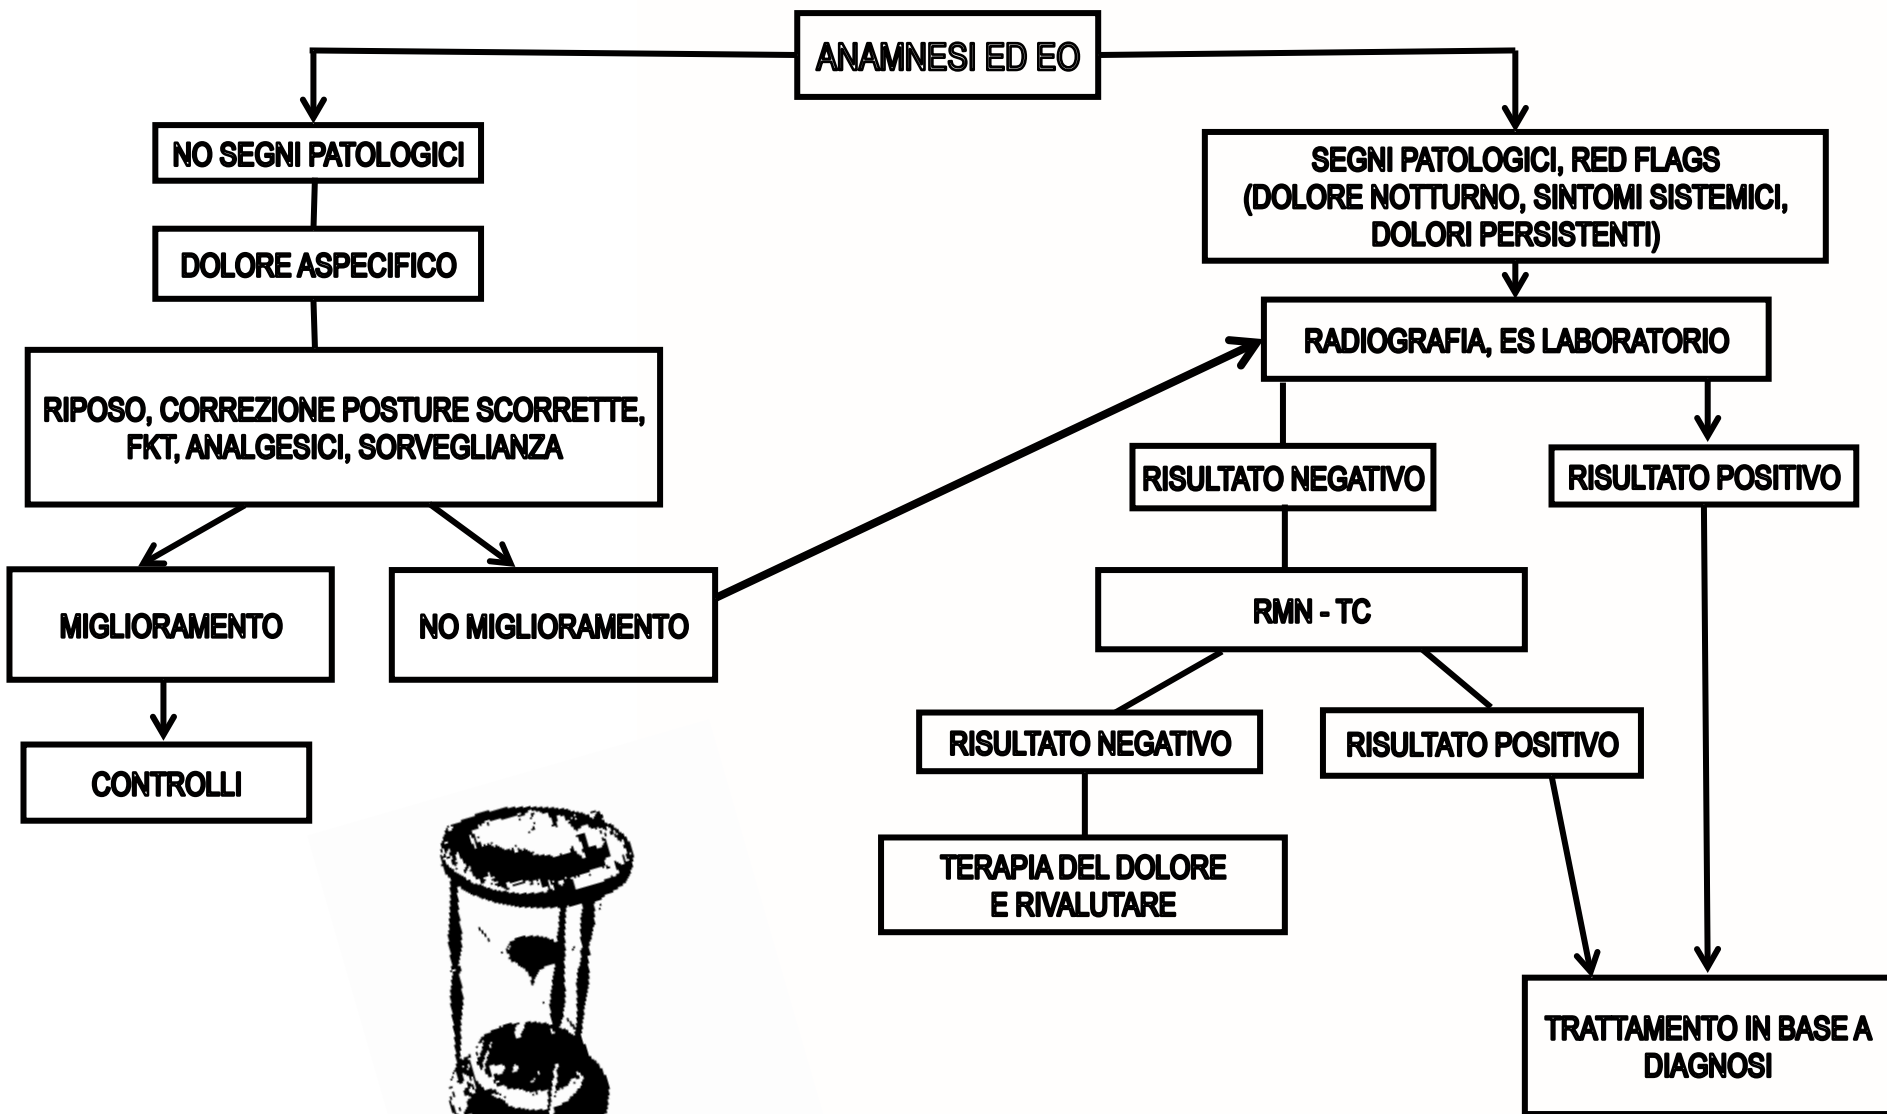 ANAMNESI ED EO
NO SEGNI PATOLOGICI
DOLORE ASPECIFICO
RIPOSO, CORREZIONE POSTURE SCORRETTE,
FKT, ANALGESICI, SORVEGLIANZA
MIGLIORAMENTO
NO MIGLIORAMENTO
CONTROLLI
SEGNI PATOLOGICI, RED FLAGS
(DOLORE NOTTURNO, SINTOMI SISTEMICI,
DOLORI PERSISTENTI)
RADIOGRAFIA, ES LABORATORIO
RISULTATO NEGATIVO
RISULTATO POSITIVO
RMN - TC
RISULTATO NEGATIVO
RISULTATO POSITIVO
TERAPIA DEL DOLORE
E RIVALUTARE
TRATTAMENTO IN BASE A
DIAGNOSI